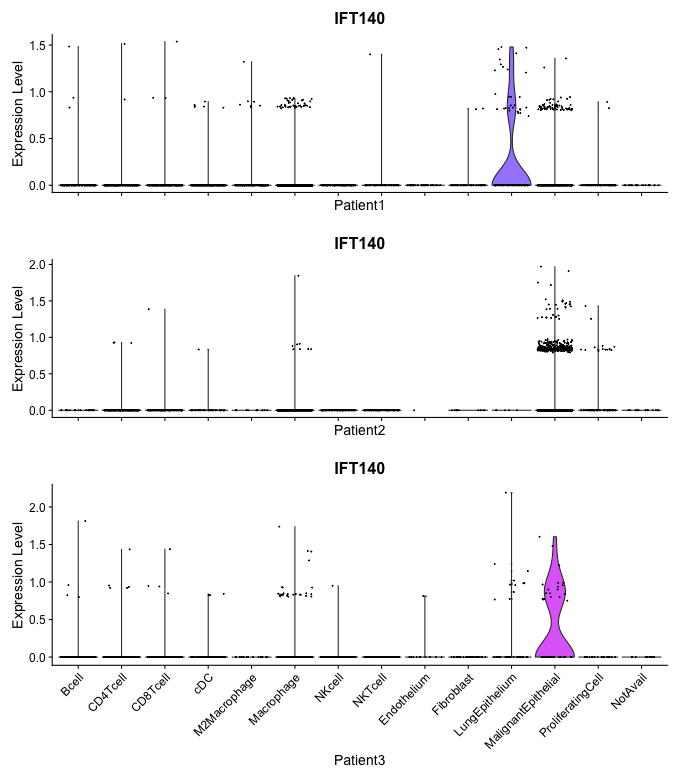 IFT140
Expression Level
1.5
1.0
0.5
0.0
Patient1
IFT140
Expression Level
2.0
1.5
1.0
0.5
0.0
Patient2
IFT140
Expression Level
2.0
1.5
1.0
0.5
0.0
Bcell
CD4Tcell
CD8Tcell
cDC
M2Macrophage
Macrophage
NKcell
NKTcell
Endothelium
Fibroblast
LungEpithelium
MalignantEpithelial
ProliferatingCell
NotAvail
Patient3